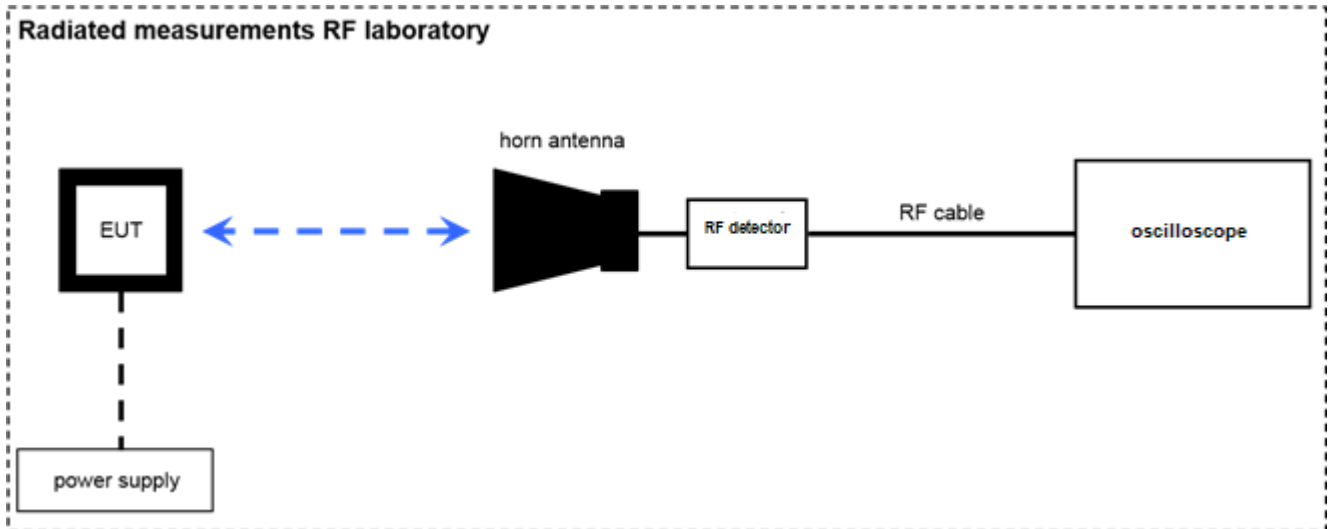 Radiated measurements RF laboratory
horn antenna
EUT
RF detector
RF cable
oscilloscope
power supply